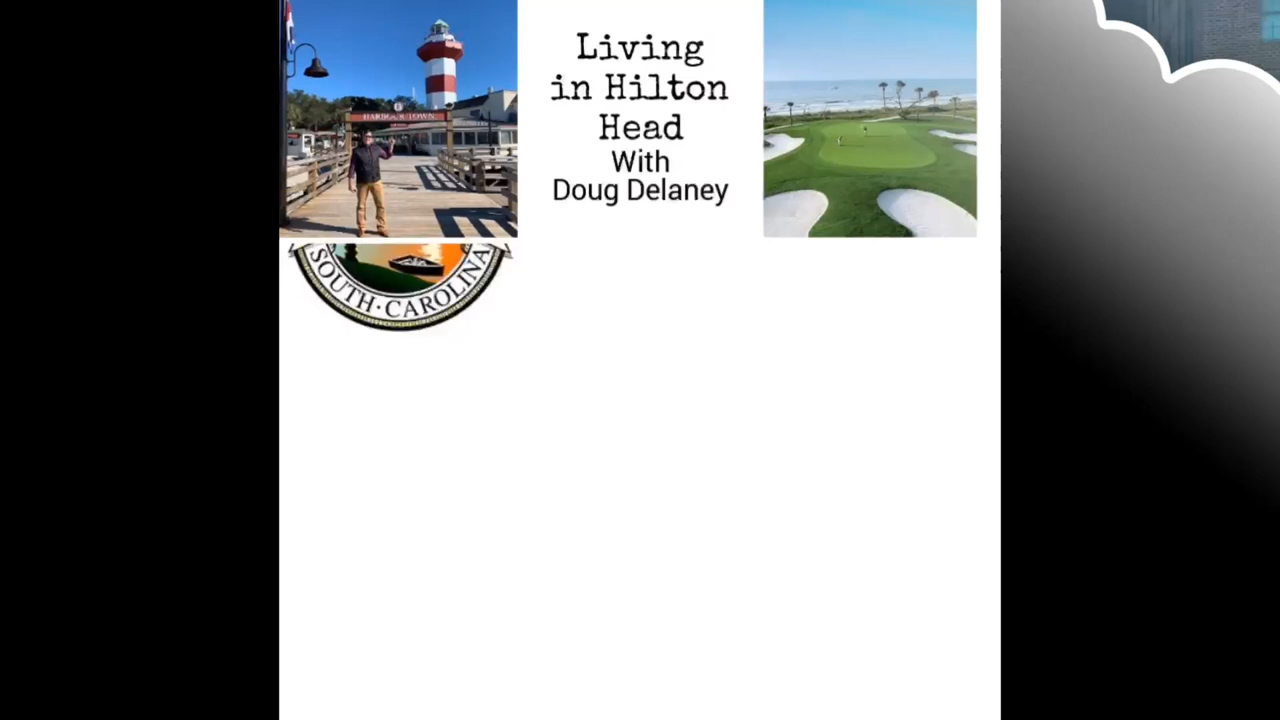 Living
in Hilton
Head
With
Doug Delaney
HARBOUR TOWN
SOUTH · CAROLINA